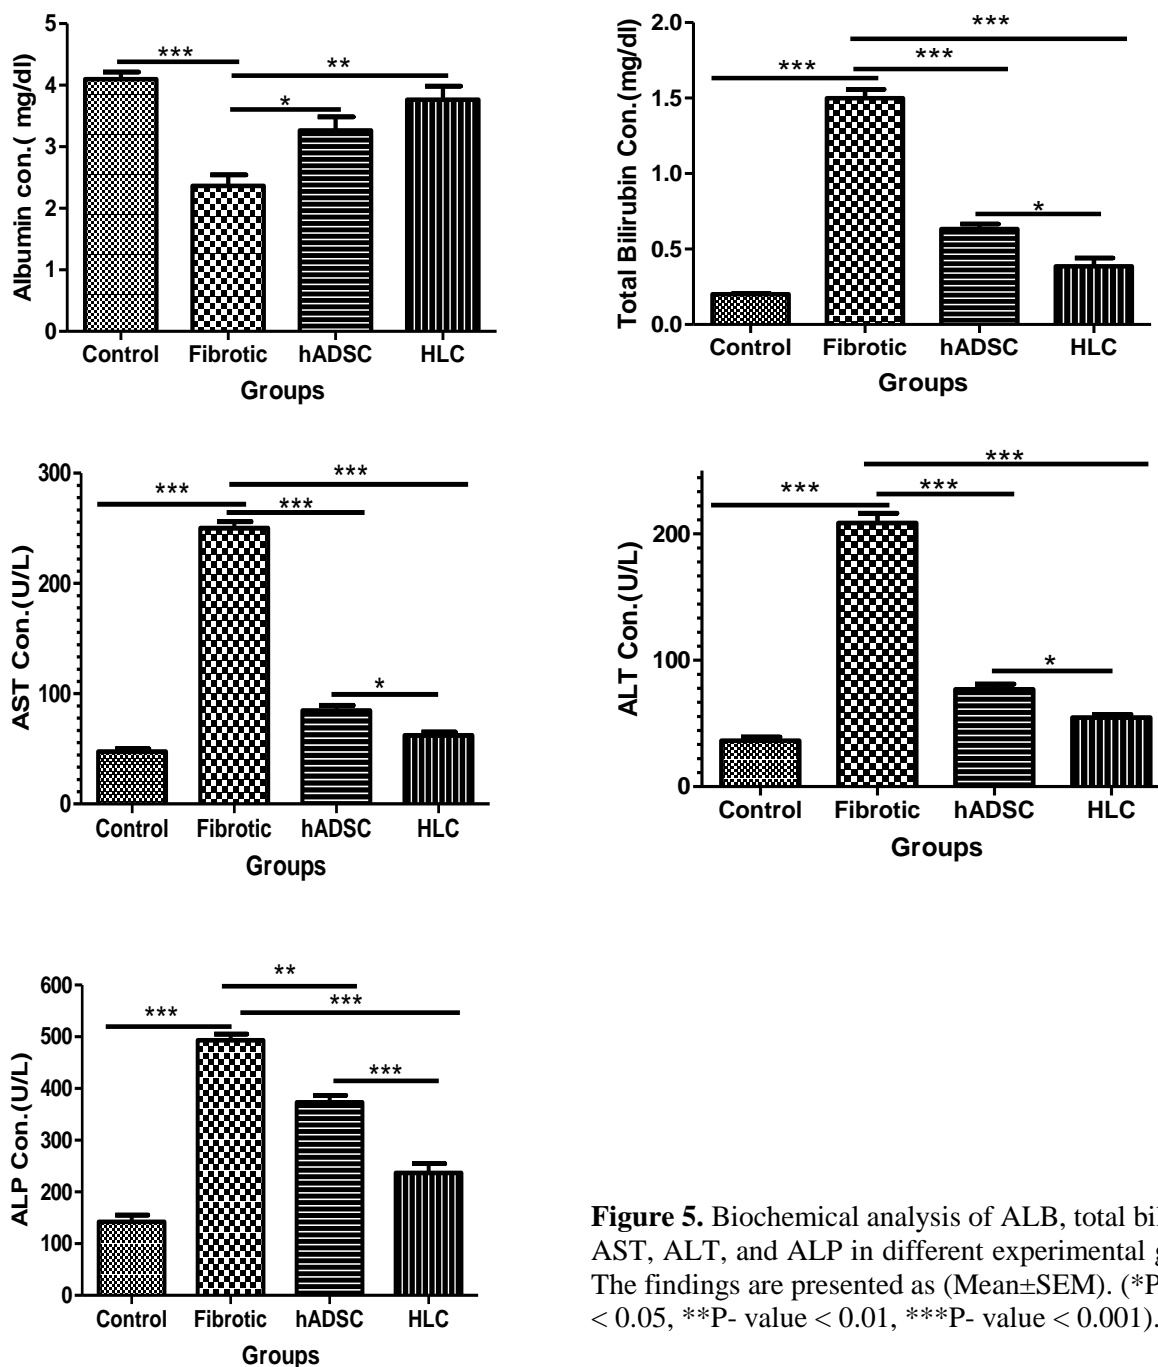 5
4
3
2
1
0
Albumin con.( mg/dl)
***
**
*
Control Fibrotic hADSC HLC
Groups
2.0
1.5
1.0
0.5
0.0
Total Bilirubin Con.(mg/dl)
***
***
***
*
Control Fibrotic hADSC HLC
Groups
300
200
100
0
AST Con.(U/L)
***
***
***
*
Control Fibrotic hADSC HLC
Groups
200
100
0
ALT Con.(U/L)
***
***
***
*
Control Fibrotic hADSC HLC
Groups
600
500
400
300
200
100
0
ALP Con.(U/L)
**
***
***
***
Control Fibrotic hADSC HLC
Groups
Figure 5. Biochemical analysis of ALB, total bil
AST, ALT, and ALP in different experimental g
The findings are presented as (Mean±SEM). (*P
< 0.05, **P- value < 0.01, ***P- value < 0.001).